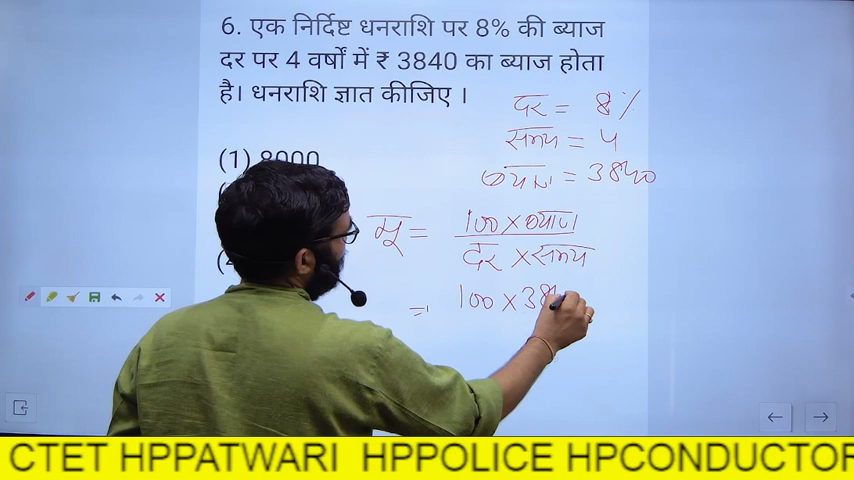 6. एक निर्दिष्ट धनराशि पर 8% की ब्याज
दर पर 4 वर्षों में ₹ 3840 का ब्याज होता
है। धनराशि ज्ञात कीजिए ।
दर = 8%
समय = 4
ब्याज = 3840
(1) 8000
मू = 100 × ब्याज
दर × समय
= 100 × 38
CTET HPPATWARI HPPOLICE HPCONDUCTOR